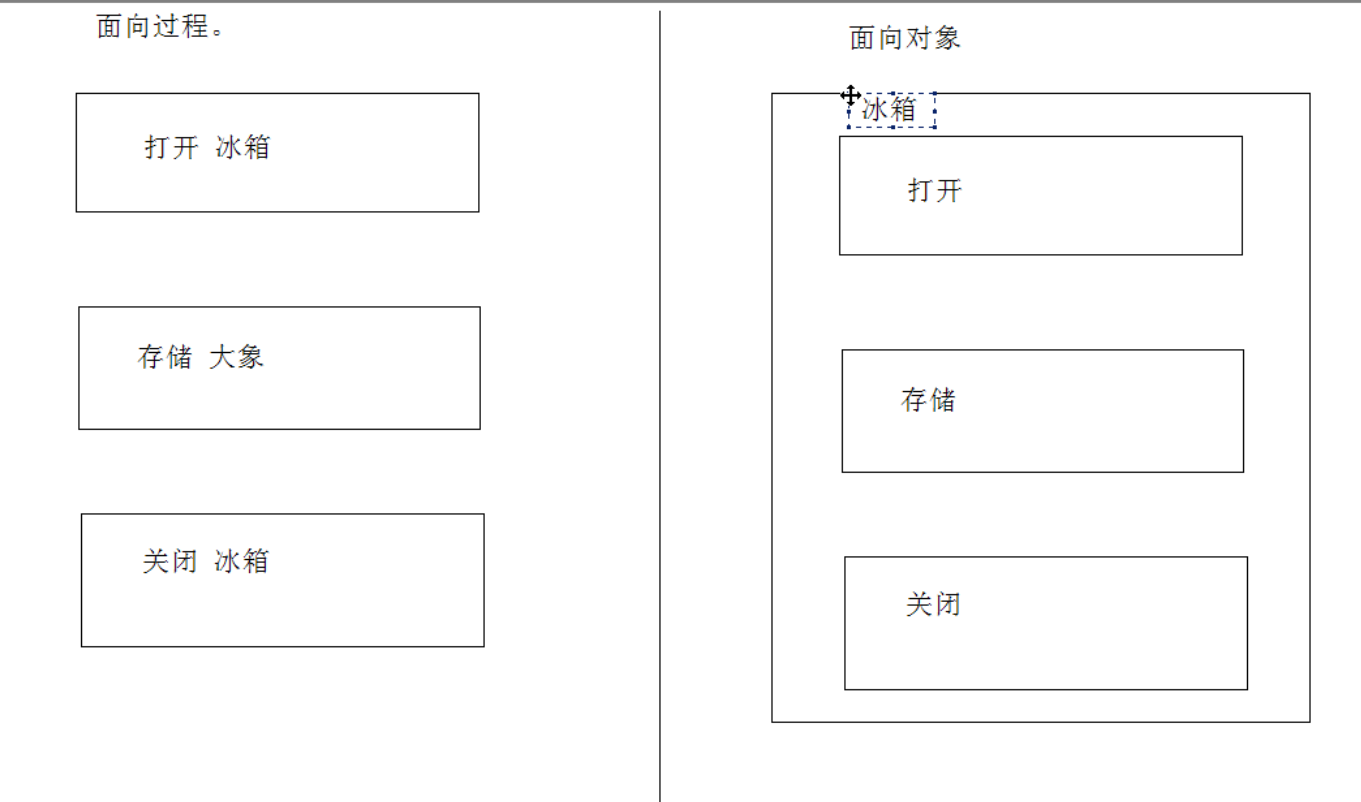 面向过程。
打开 冰箱
存储 大象
关闭 冰箱
面向对象
冰箱
打开
存储
关闭